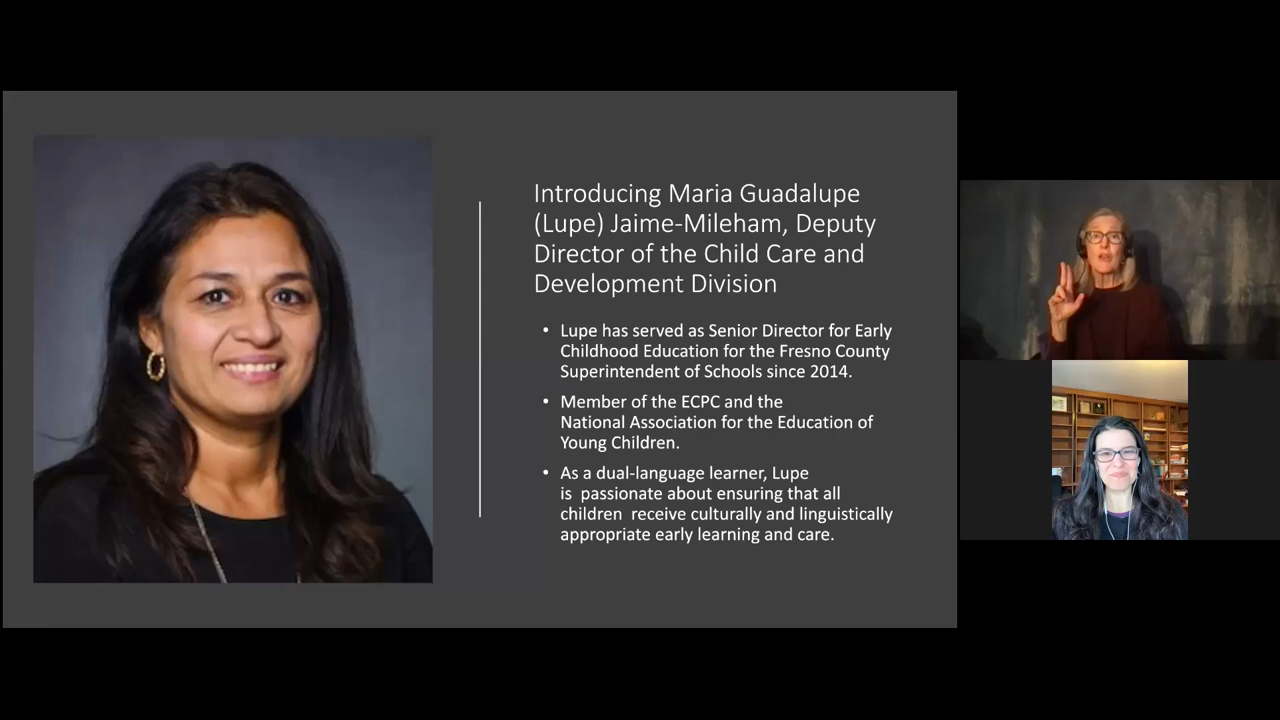 Introducing Maria Guadalupe
(Lupe) Jaime-Mileham, Deputy
Director of the Child Care and
Development Division
• Lupe has served as Senior Director for Early
Childhood Education for the Fresno County
Superintendent of Schools since 2014.
• Member of the ECPC and the
National Association for the Education of
Young Children.
• As a dual-language learner, Lupe
is  passionate about ensuring that all
children  receive culturally and linguistically
appropriate early learning and care.